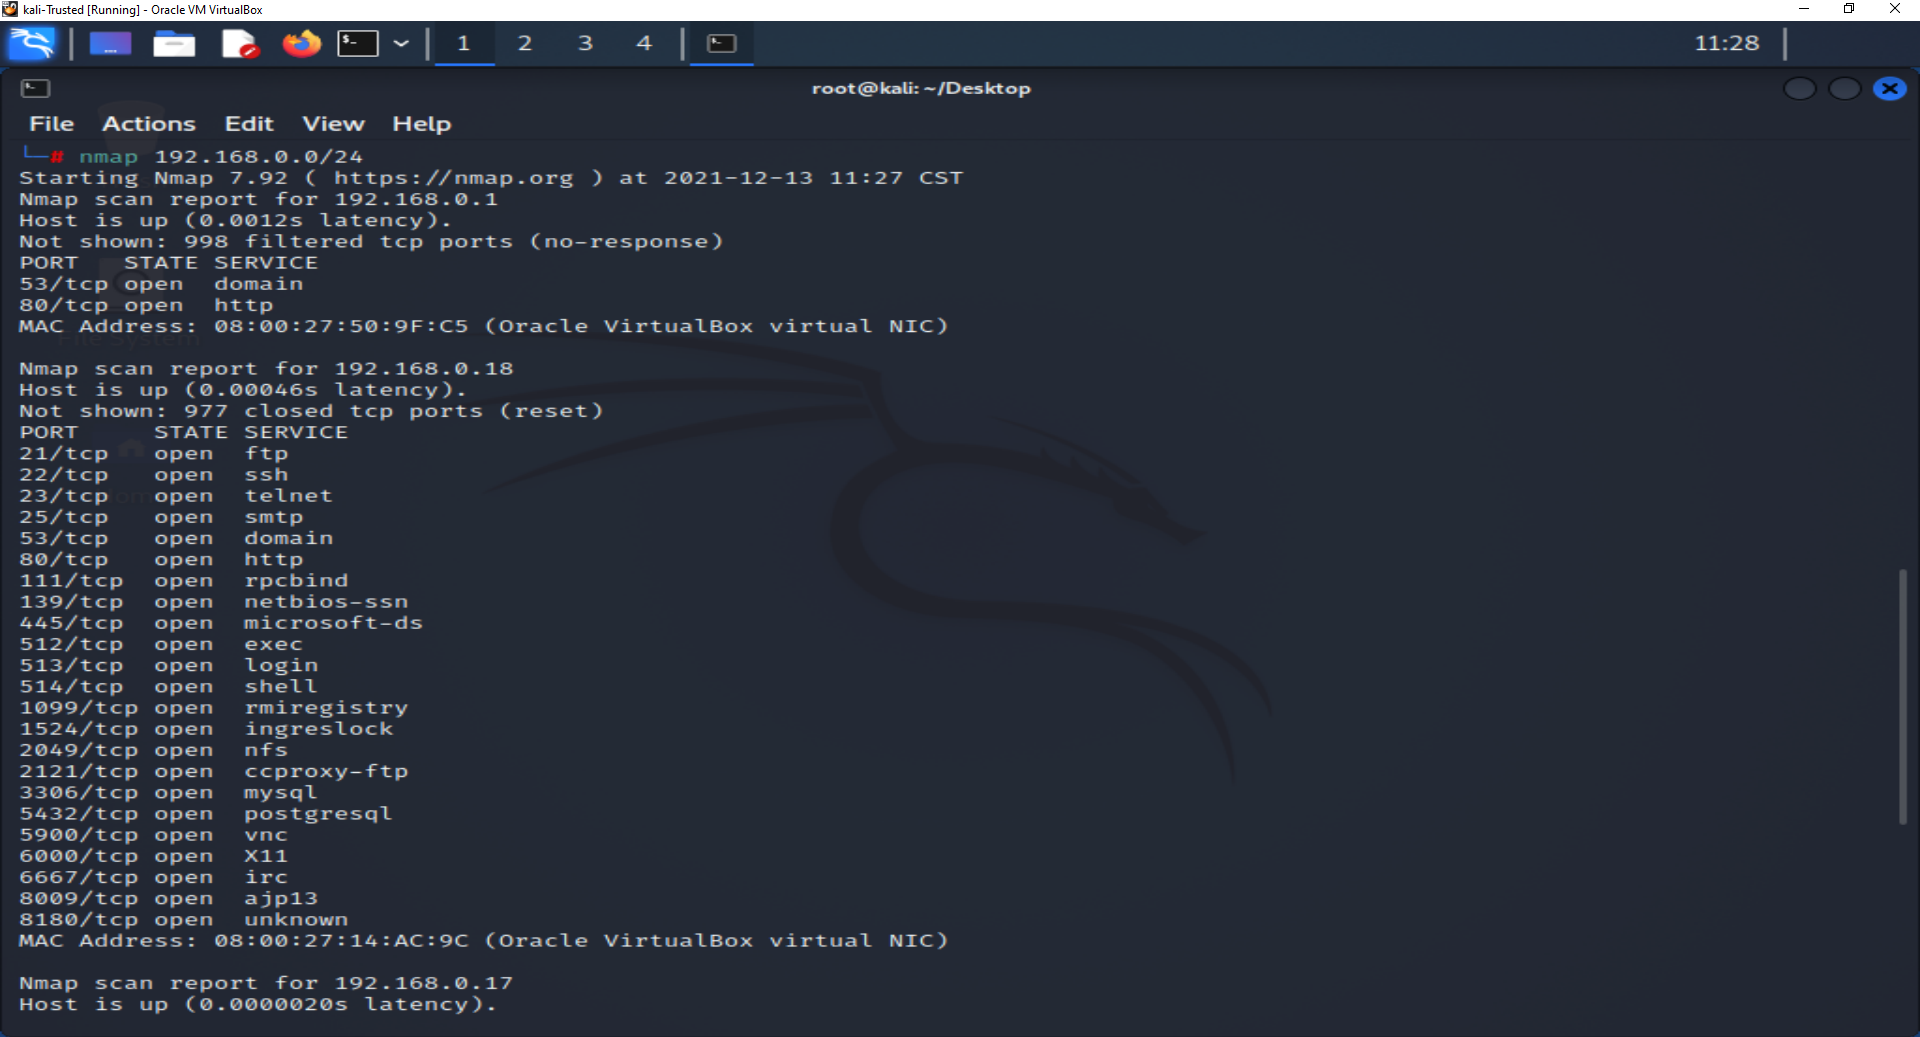 kali-Trusted [Running] - Oracle VM VirtualBox
1 2 3 4
11:28
root@kali: ~/Desktop
File Actions Edit View Help
└─# nmap 192.168.0.0/24
Starting Nmap 7.92 ( https://nmap.org ) at 2021-12-13 11:27 CST
Nmap scan report for 192.168.0.1
Host is up (0.0012s latency).
Not shown: 998 filtered tcp ports (no-response)
PORT   STATE SERVICE
53/tcp open  domain
80/tcp open  http
MAC Address: 08:00:27:50:9F:C5 (Oracle VirtualBox virtual NIC)
File System
Nmap scan report for 192.168.0.18
Host is up (0.00046s latency).
Not shown: 977 closed tcp ports (reset)
PORT     STATE SERVICE
21/tcp   open  ftp
22/tcp   open  ssh
23/tcp   open  telnet
25/tcp   open  smtp
53/tcp   open  domain
80/tcp   open  http
111/tcp  open  rpcbind
139/tcp  open  netbios-ssn
445/tcp  open  microsoft-ds
512/tcp  open  exec
513/tcp  open  login
514/tcp  open  shell
1099/tcp open  rmiregistry
1524/tcp open  ingreslock
2049/tcp open  nfs
2121/tcp open  ccproxy-ftp
3306/tcp open  mysql
5432/tcp open  postgresql
5900/tcp open  vnc
6000/tcp open  X11
6667/tcp open  irc
8009/tcp open  ajp13
8180/tcp open  unknown
MAC Address: 08:00:27:14:AC:9C (Oracle VirtualBox virtual NIC)
Nmap scan report for 192.168.0.17
Host is up (0.0000020s latency).